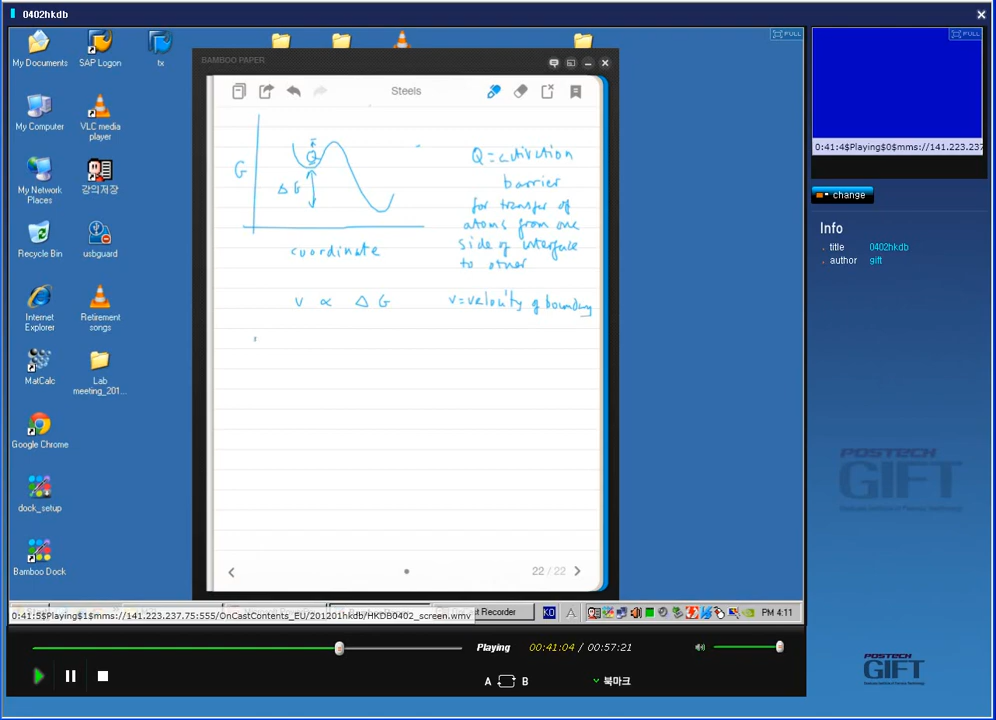 0402hkdb
My Documents
SAP Logon
fx
My Computer
VLC media
player
My Network
Places
강의저장
Recycle Bin
usbguard
Internet
Explorer
Retirement
songs
MatCalc
Lab
meeting_201...
Google Chrome
dock_setup
Bamboo Dock
BAMBOO PAPER
Steels
G
Q
Δ G
coordinate
Q = activation
barrier
for transfer of
atoms from one
side of interface
to other
v ∝ Δ G
v = velocity of boundary
22 / 22
0:41:5$Playing$1$mms://141.223.237.75:555/OnCastContents_EU/201201hkdb/HKDB0402_screen.wmv
Recorder
KO
A
PM 4:11
Playing
00:41:04 / 00:57:21
A
B
북마크
FULL
FULL
0:41:4$Playing$0$mms://141.223.237
change
Info
title
0402hkdb
author
gift
POSTECH
GIFT
POSTECH
GIFT